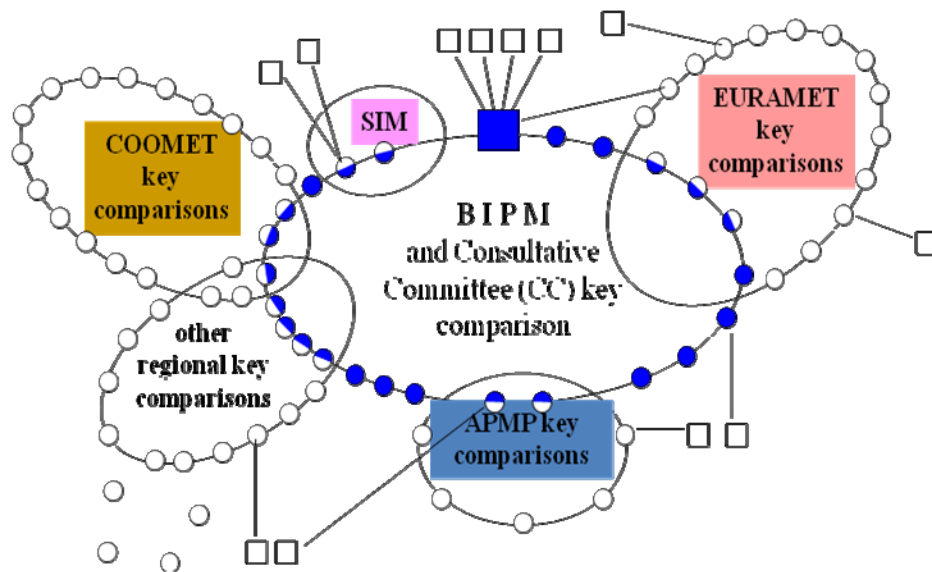 SIM
EURAMET
key
comparisons
COOMET
key
comparisons
BIPM
and Consultative
Committee (CC) key
comparison
other
regional key
comparisons
APMP key
comparisons